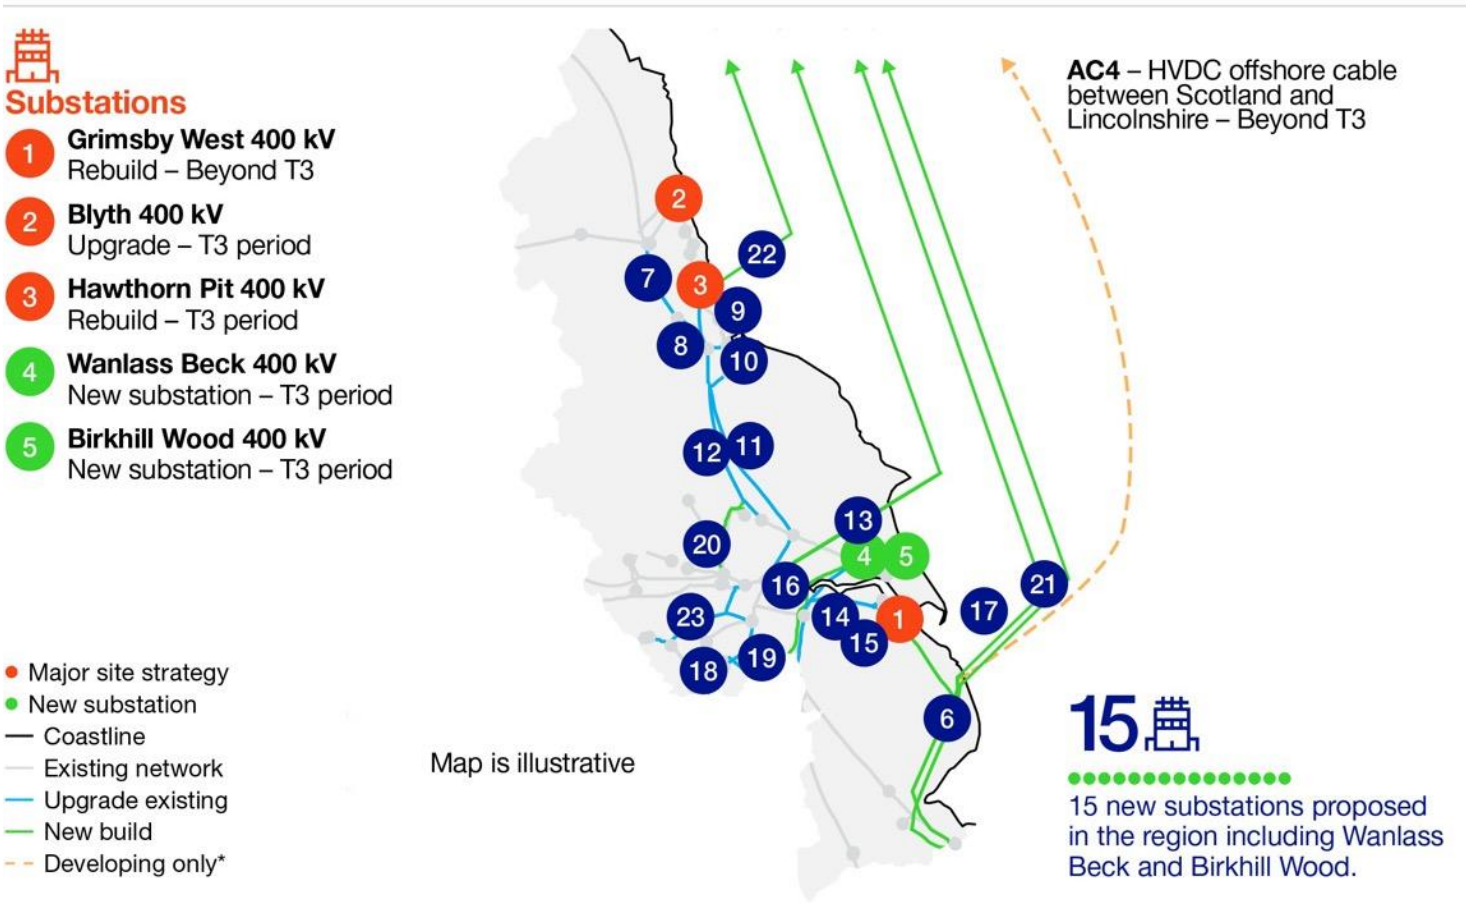 Substations
1
Grimsby West 400 kV
Rebuild – Beyond T3
2
Blyth 400 kV
Upgrade – T3 period
3
Hawthorn Pit 400 kV
Rebuild – T3 period
4
Wanlass Beck 400 kV
New substation – T3 period
5
Birkhill Wood 400 kV
New substation – T3 period
Major site strategy
New substation
Coastline
Existing network
Upgrade existing
New build
Developing only*
Map is illustrative
2
22
7
3
9
8
10
12
11
13
20
4
5
16
21
17
23
14
1
15
18
19
6
AC4 – HVDC offshore cable
between Scotland and
Lincolnshire – Beyond T3
15
15 new substations proposed
in the region including Wanlass
Beck and Birkhill Wood.